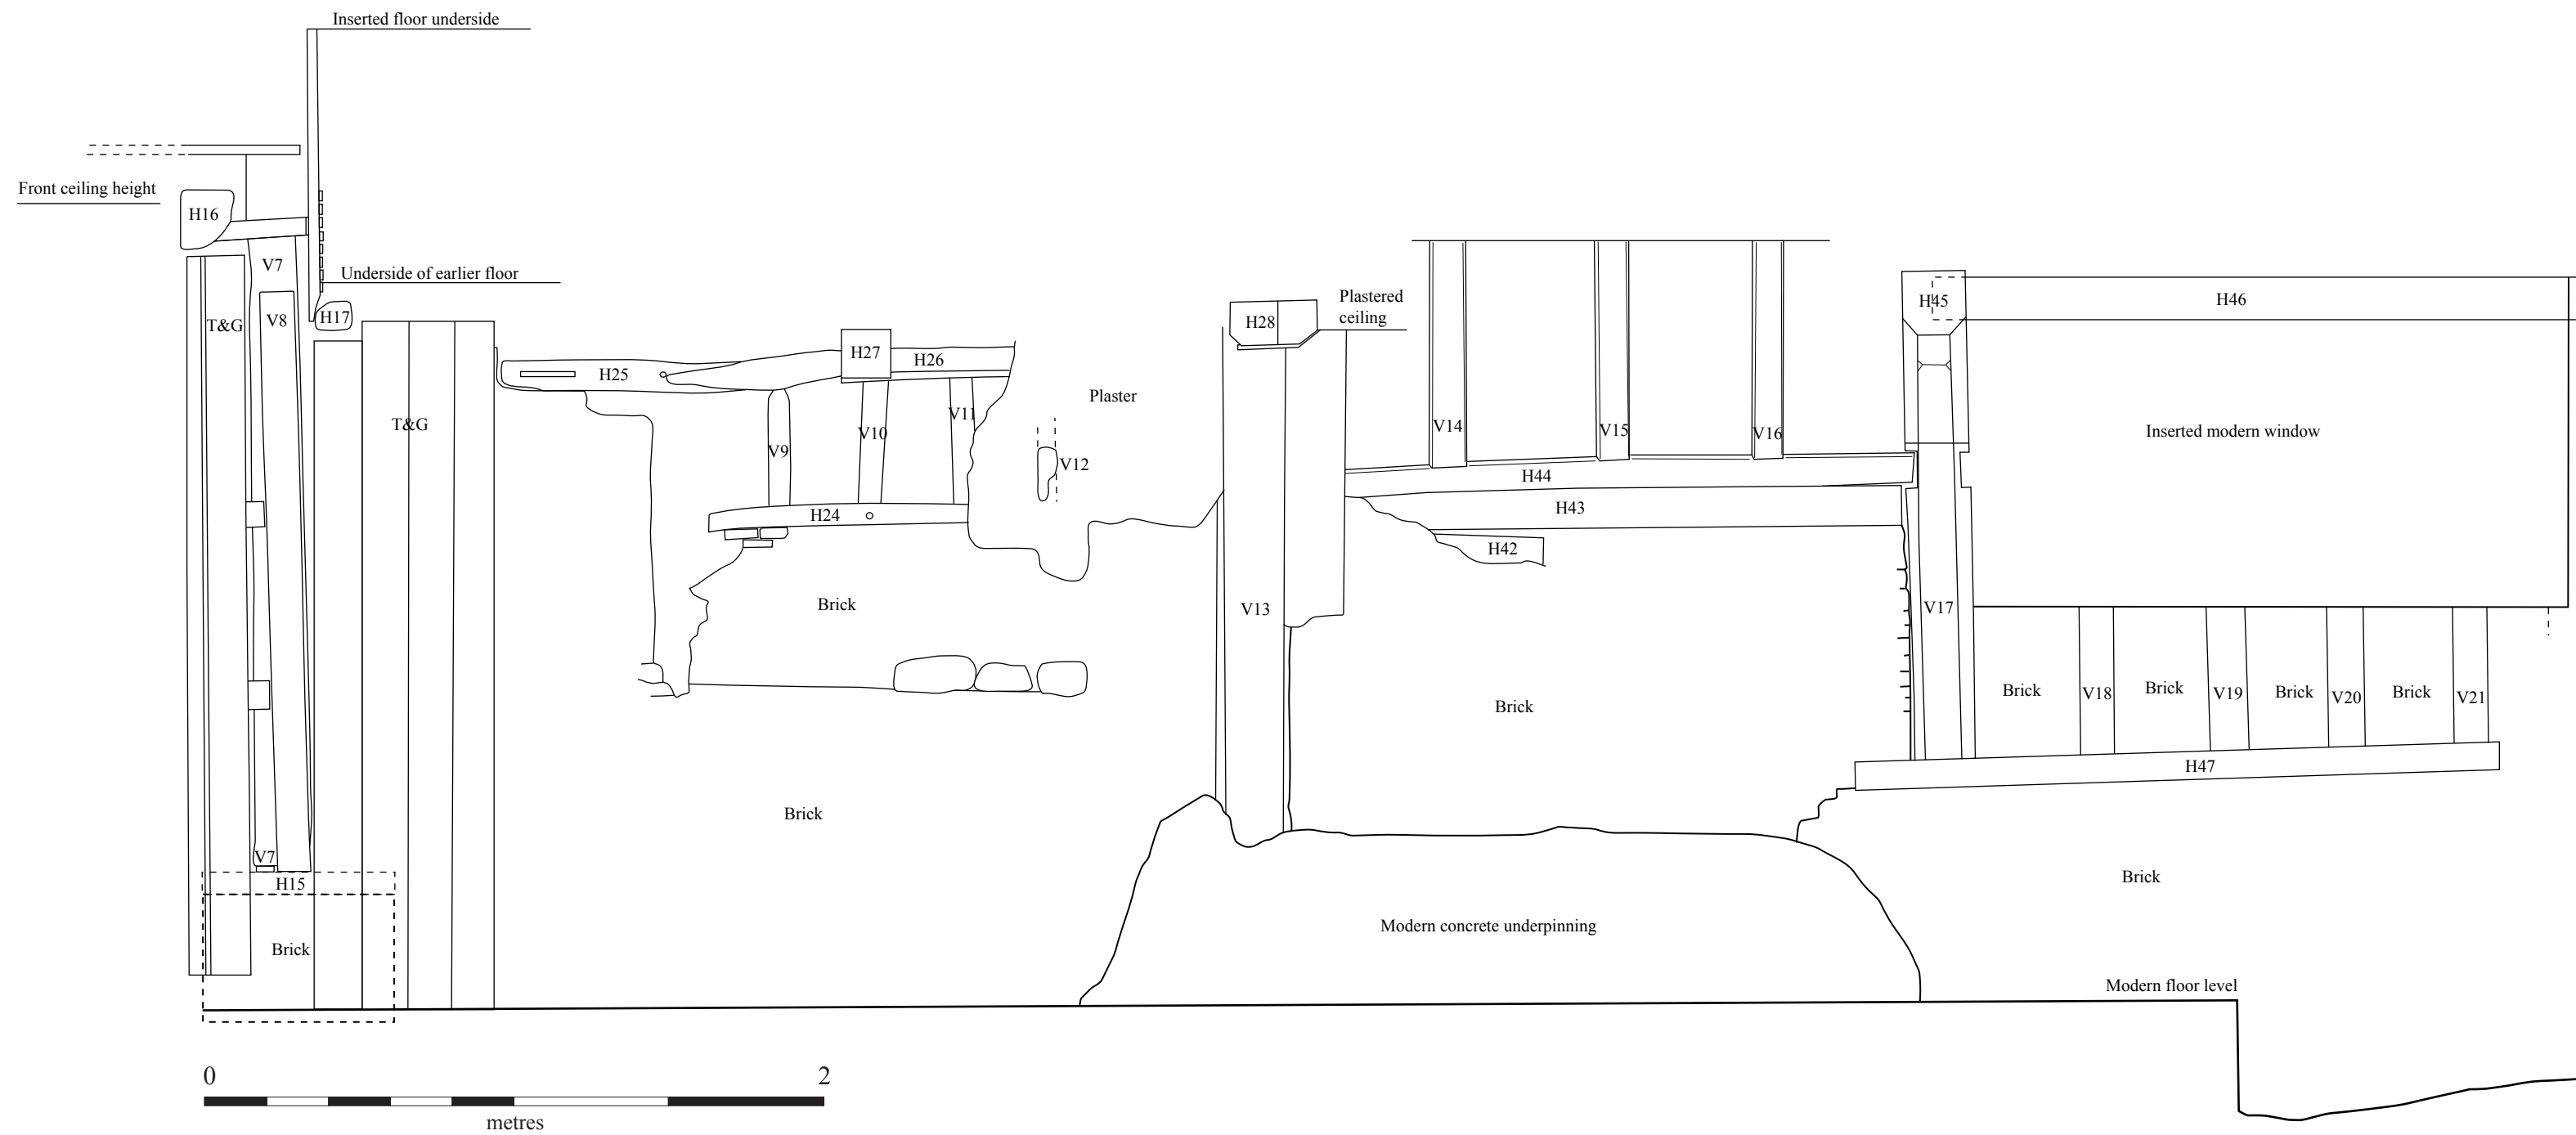 Inserted floor underside
Front ceiling height
H16
V7
Underside of earlier floor
T&G
V8
H17
T&G
H25
H27
H26
V9
V10
V11
V12
H24
Plaster
Brick
Brick
V7
H15
Brick
H28
Plastered
ceiling
V13
V14
V15
V16
H44
H43
H42
Brick
Modern concrete underpinning
H45
H46
Inserted modern window
V17
Brick
V18
Brick
V19
Brick
V20
Brick
V21
H47
Brick
Modern floor level
0
2
metres